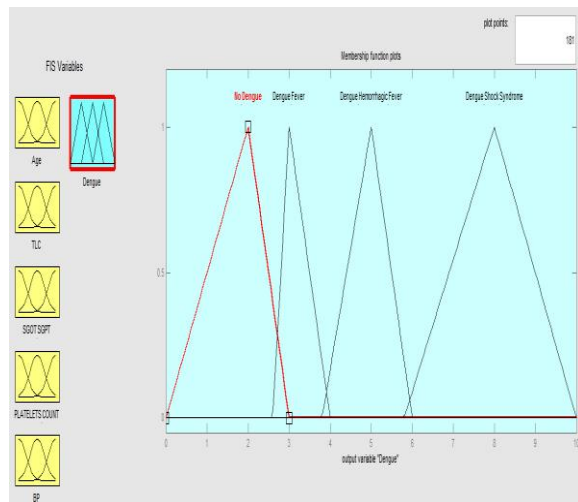 plot points:
181
FIS Variables
Membership function plots
No Dengue
Dengue Fever
Dengue Hemorrhagic Fever
Dengue Shock Syndrome
Age
Dengue
TLC
SGOT SGPT
PLATELETS COUNT
BP
1
0.5
0
0 1 2 3 4 5 6 7 8 9 10
output variable "Dengue"